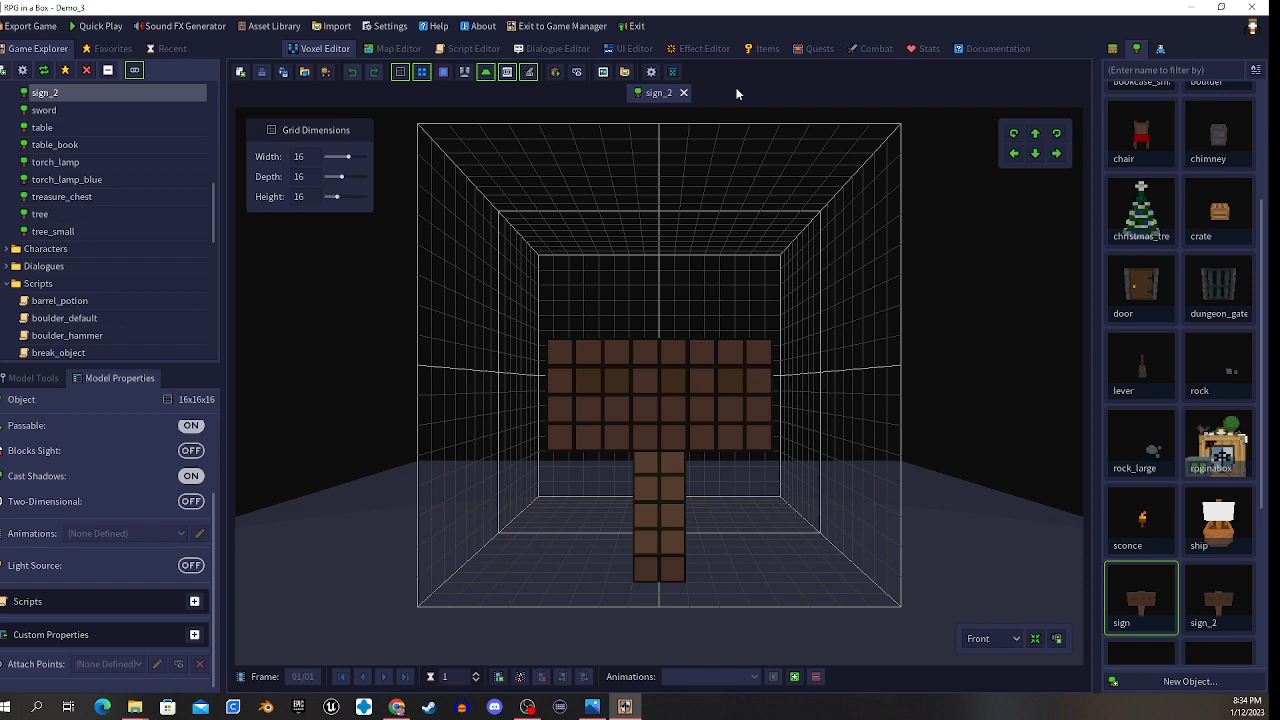 RPG in a Box - Demo_3
Export Game Quick Play Sound FX Generator Asset Library Import Settings Help About Exit to Game Manager Exit
Game Explorer Favorites Recent
Voxel Editor Map Editor Script Editor Dialogue Editor UI Editor Effect Editor Items Quests Combat Stats Documentation
(Enter name to filter by)
sign_2
sign_2
sword
table
table_book
torch_lamp
torch_lamp_blue
treasure_chest
tree
tree_small
Characters
Dialogues
Scripts
barrel_potion
boulder_default
boulder_hammer
break_object
Model Tools Model Properties
Object 16x16x16
Passable: ON
Blocks Sight: OFF
Cast Shadows: ON
Two-Dimensional: OFF
Animations: (None Defined)
Light Source: OFF
Scripts
Custom Properties
Attach Points: (None Defined)
Grid Dimensions
Width: 16
Depth: 16
Height: 16
Front
Frame: 01/01 1 Animations:
boulder
chair chimney
christmas_tre crate
door dungeon_gate
lever rock
rock_large rpginabox
sconce ship
sign sign_2
New Object...
8:34 PM
1/12/2023